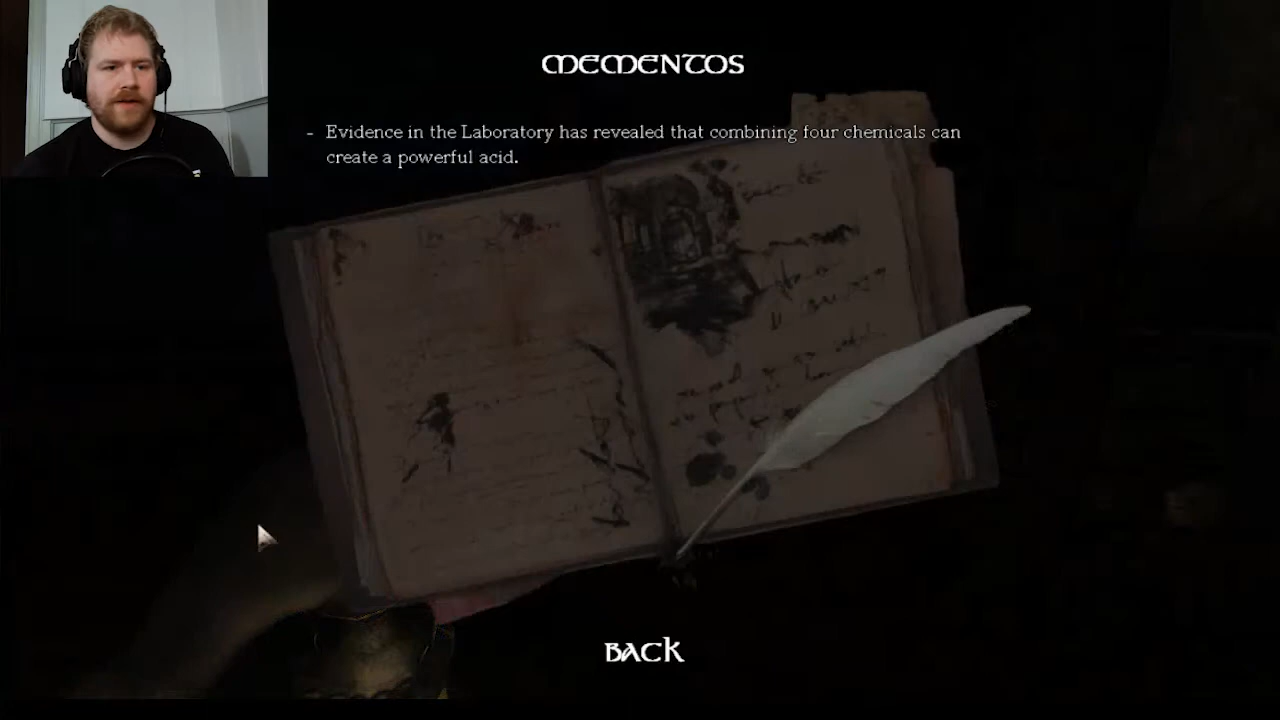 MEMENTOS
- Evidence in the Laboratory has revealed that combining four chemicals can
create a powerful acid.
BACK